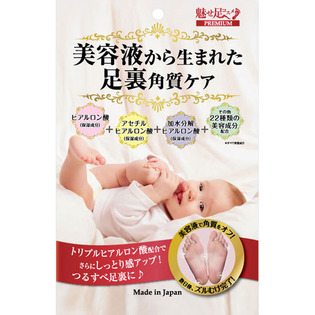 魅せ足
PREMIUM
美容液から生まれた
足裏角質ケア
ヒアルロン酸
(保湿成分)
+
アセチル
ヒアルロン酸
(保湿成分)
+
加水分解
ヒアルロン酸
(保湿成分)
+
その他
22種類の
美容成分
配合
トリプルヒアルロン酸配合で
さらにしっとり感アップ!
つるすべ足裏に♪
美容液で角質をオフ!
数日後、ズルむけ完了!
Made in Japan